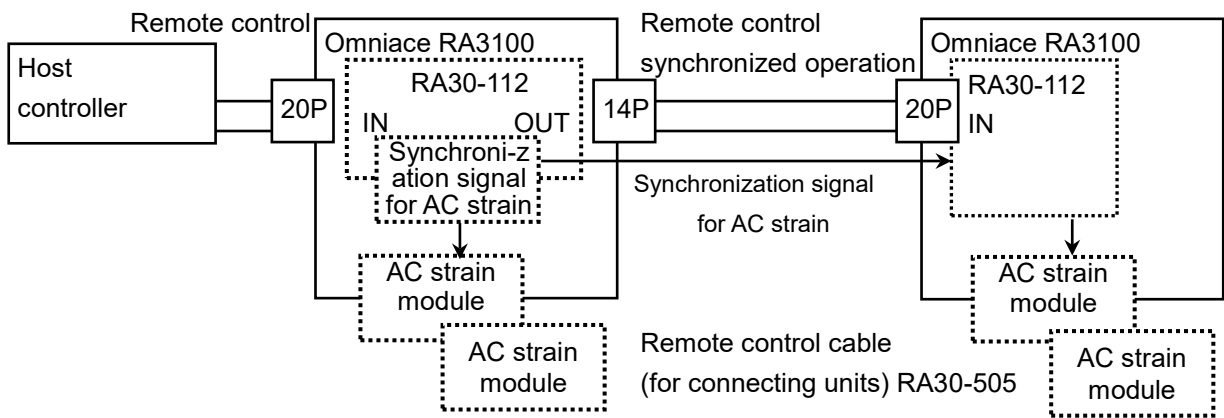 Remote control
Omniace RA3100
Host
controller
RA30-112
20P
IN
OUT
Synchroni-z
ation signal
for AC strain
14P
AC strain
module
AC strain
module
Remote control
synchronized operation
Synchronization signal
for AC strain
Remote control cable
(for connecting units) RA30-505
Omniace RA3100
20P
RA30-112
IN
AC strain
module
AC strain
module